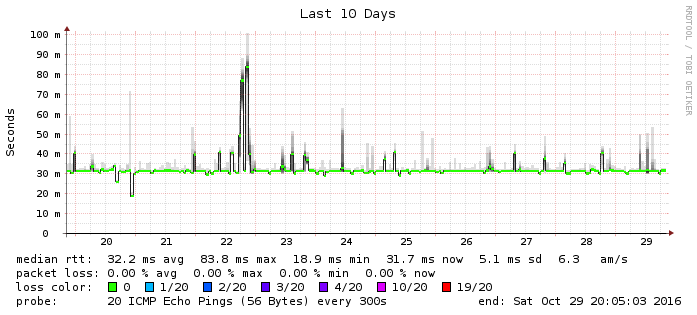 Last 10 Days
RRDTOOL / TOBI OETIKER
Seconds
100 m
90 m
80 m
70 m
60 m
50 m
40 m
30 m
20 m
10 m
0
20 21 22 23 24 25 26 27 28 29
median rtt: 32.2 ms avg 83.8 ms max 18.9 ms min 31.7 ms now 5.1 ms sd 6.3 am/s
packet loss: 0.00 % avg 0.00 % max 0.00 % min 0.00 % now
loss color: 0 1/20 2/20 3/20 4/20 10/20 19/20
probe: 20 ICMP Echo Pings (56 Bytes) every 300s end: Sat Oct 29 20:05:03 2016